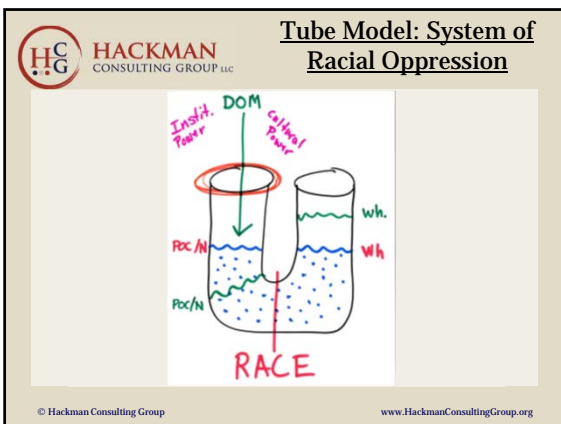 HCG
HACKMAN
CONSULTING GROUP LLC
Tube Model: System of
Racial Oppression
DOM
Instit.
Power
Cultural
Power
Wh.
POC/N
Wh
POC/N
RACE
© Hackman Consulting Group
www.HackmanConsultingGroup.org